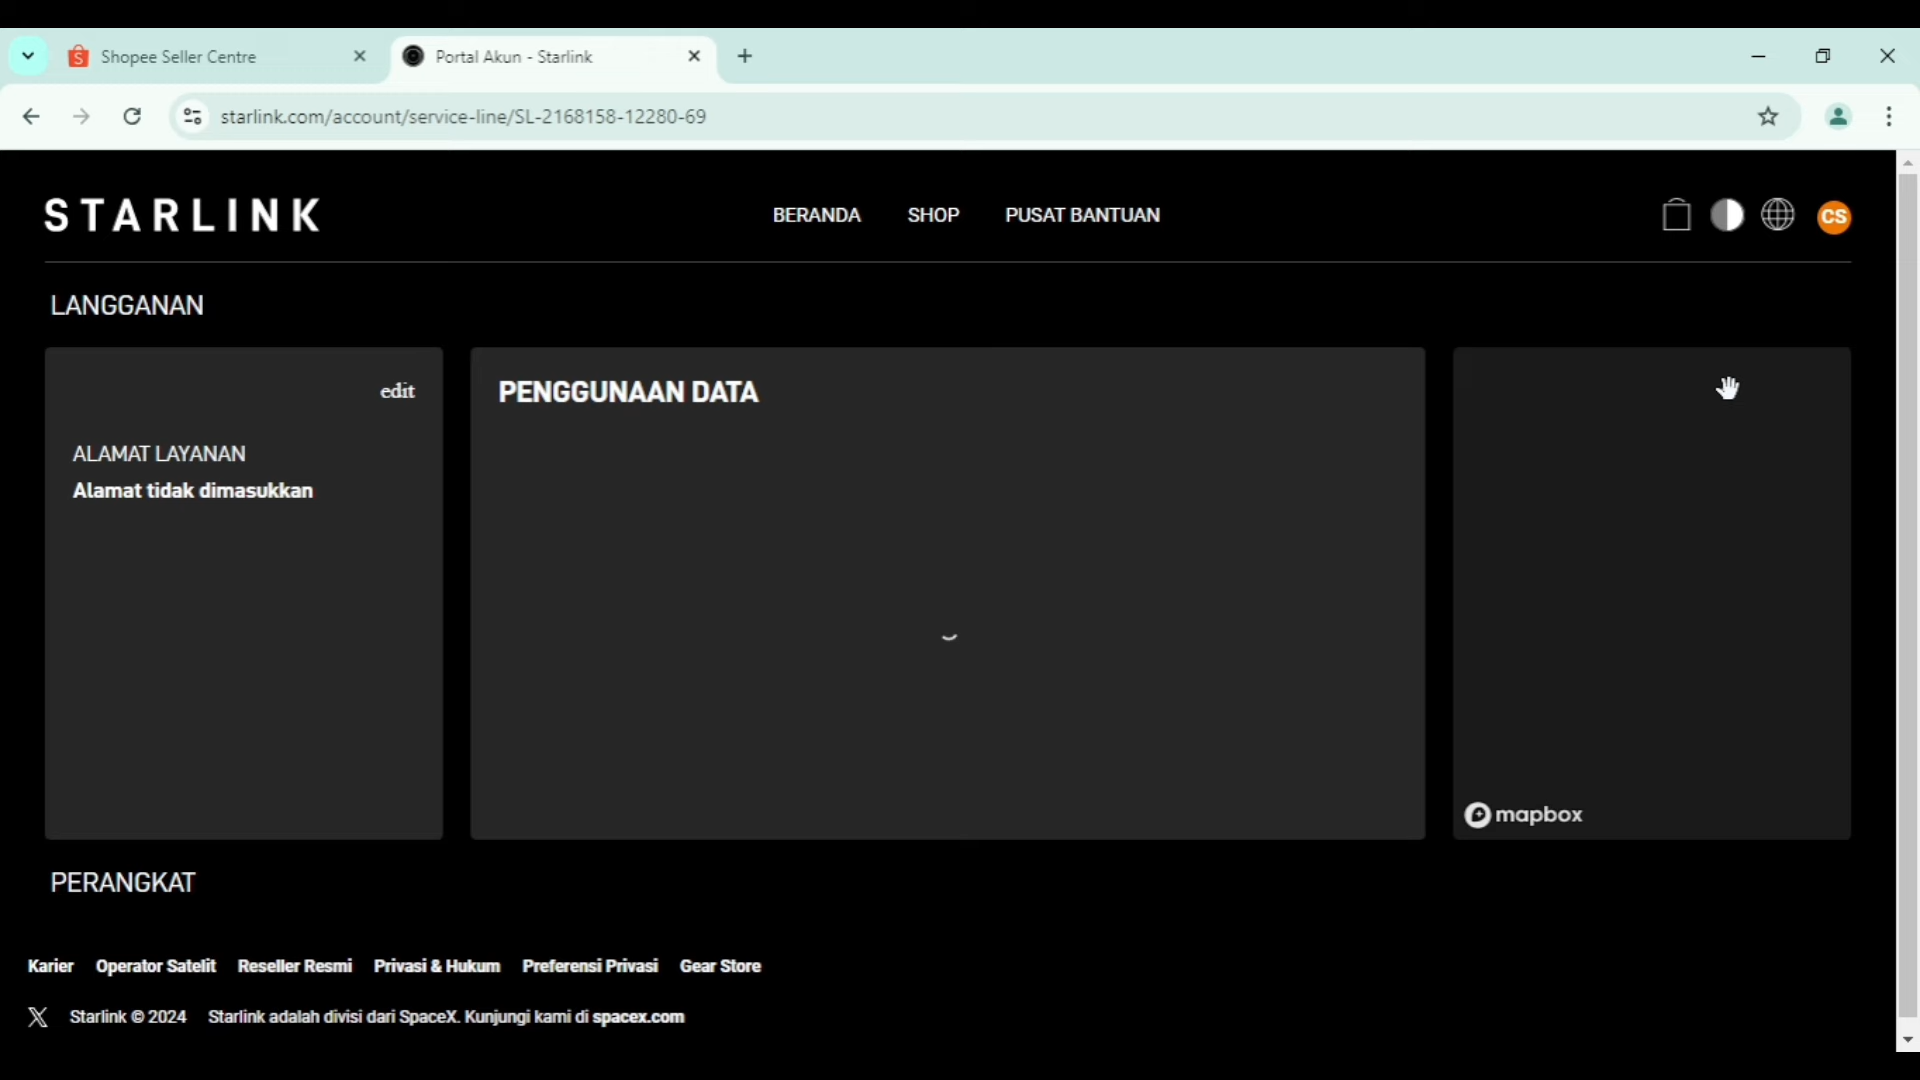 Shopee Seller Centre
Portal Akun - Starlink
starlink.com/account/service-line/SL-2168158-12280-69
STARLINK
BERANDA SHOP PUSAT BANTUAN
CS
LANGGANAN
edit
ALAMAT LAYANAN
Alamat tidak dimasukkan
PENGGUNAAN DATA
mapbox
PERANGKAT
Karier Operator Satelit Reseller Resmi Privasi & Hukum Preferensi Privasi Gear Store
Starlink © 2024 Starlink adalah divisi dari SpaceX. Kunjungi kami di spacex.com